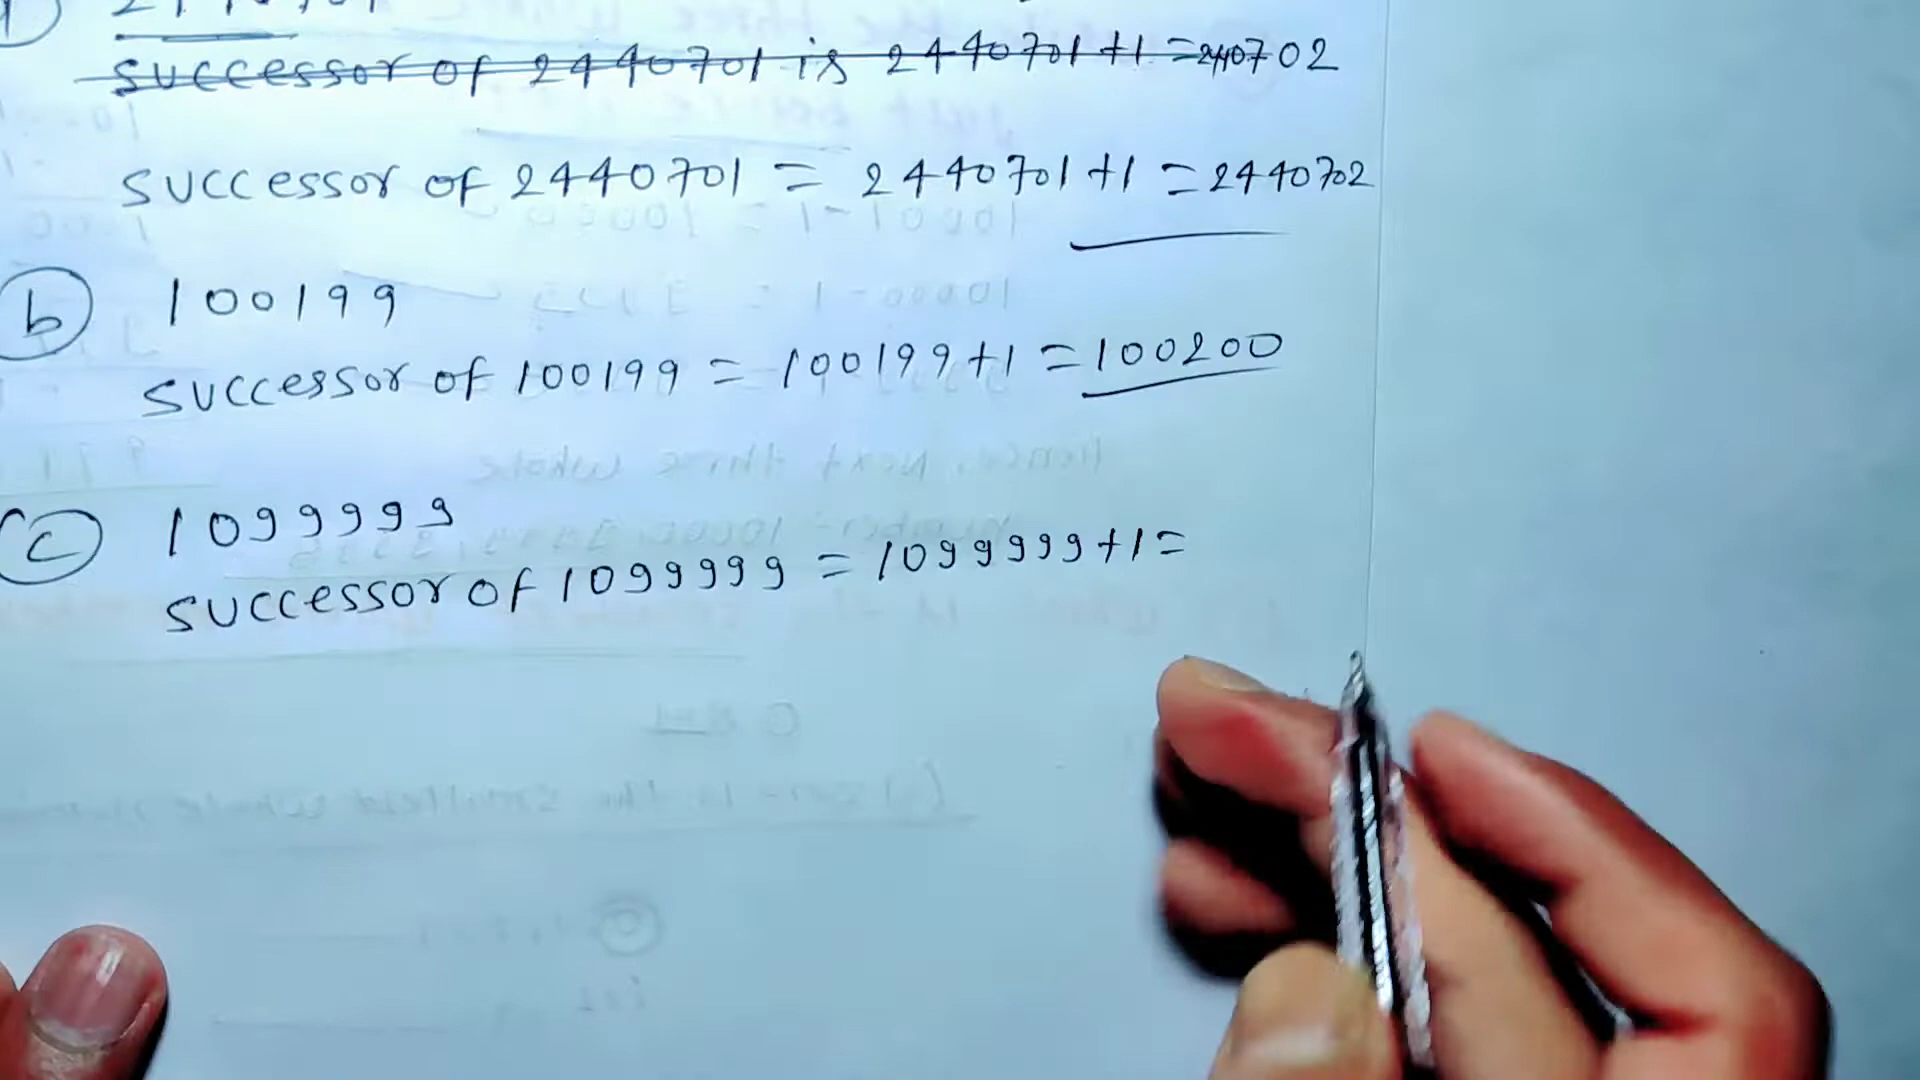 successor of 2440701 is 2440701+1=2440702
successor of 2440701 = 2440701+1=2440702
b 100199
successor of 100199 = 100199+1=100200
c 1099999
successor of 1099999 = 1099999+1=